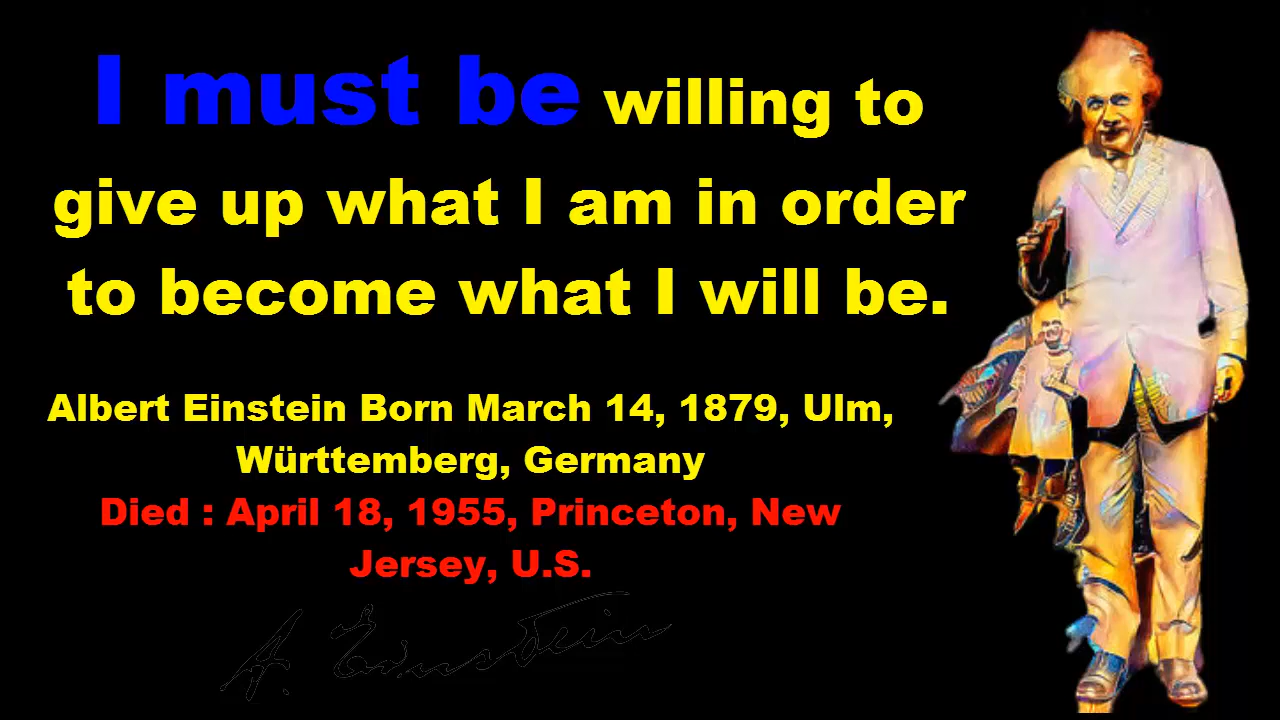 I must be willing to
give up what I am in order
to become what I will be.
Albert Einstein Born March 14, 1879, Ulm,
Württemberg, Germany
Died : April 18, 1955, Princeton, New
Jersey, U.S.
A. Einstein